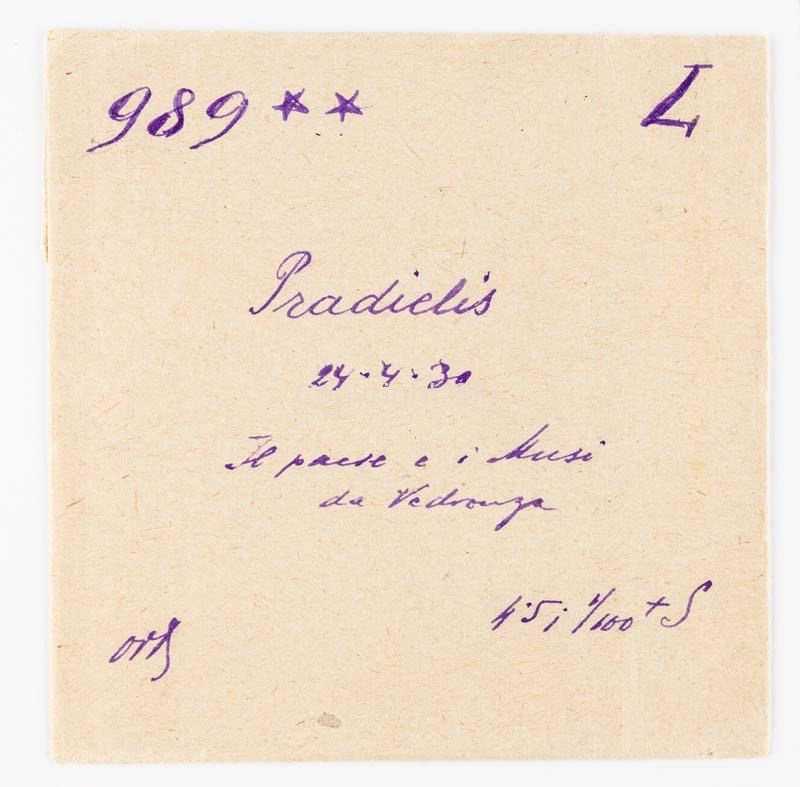 989 ** L
Pradielis
24 · 4 · 30
Il paese e i Musi
da Vedronza
4·5 ; 1/100 + S